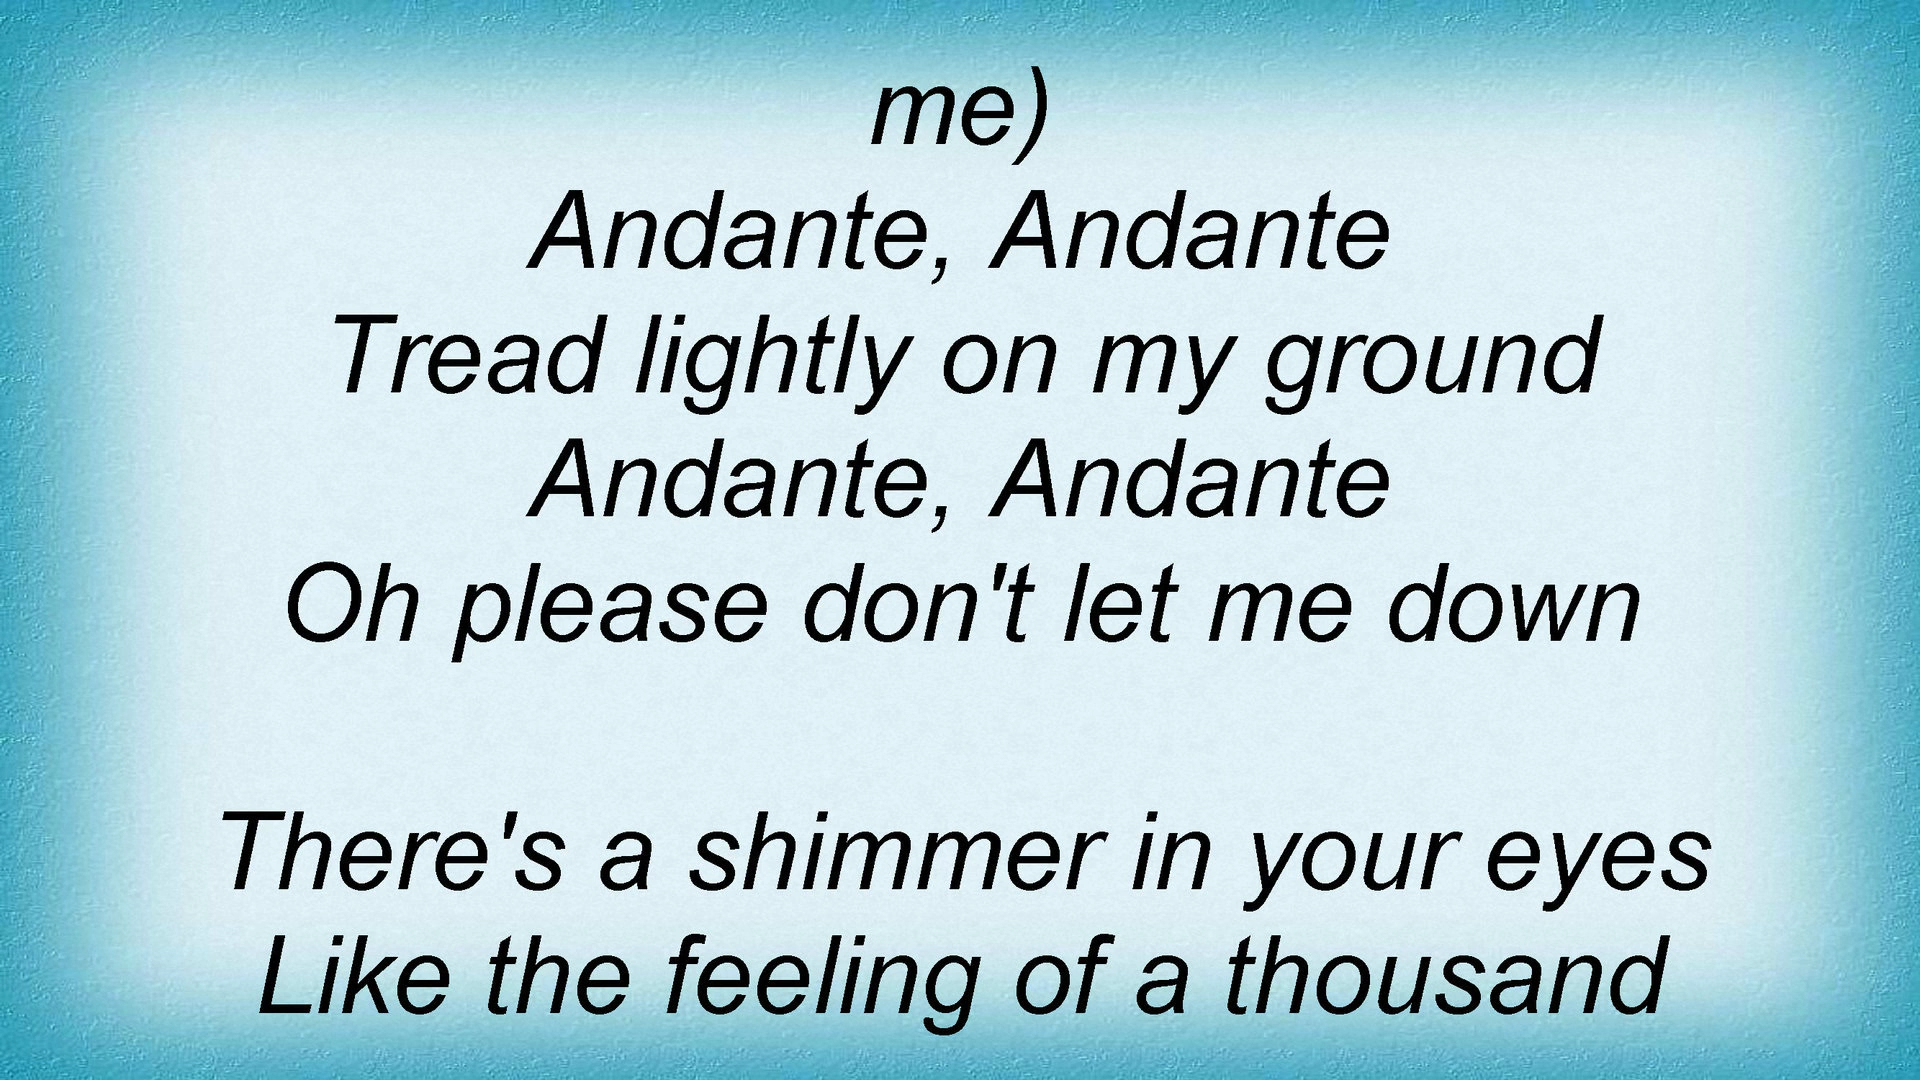 me)
Andante, Andante
Tread lightly on my ground
Andante, Andante
Oh please don't let me down
There's a shimmer in your eyes
Like the feeling of a thousand